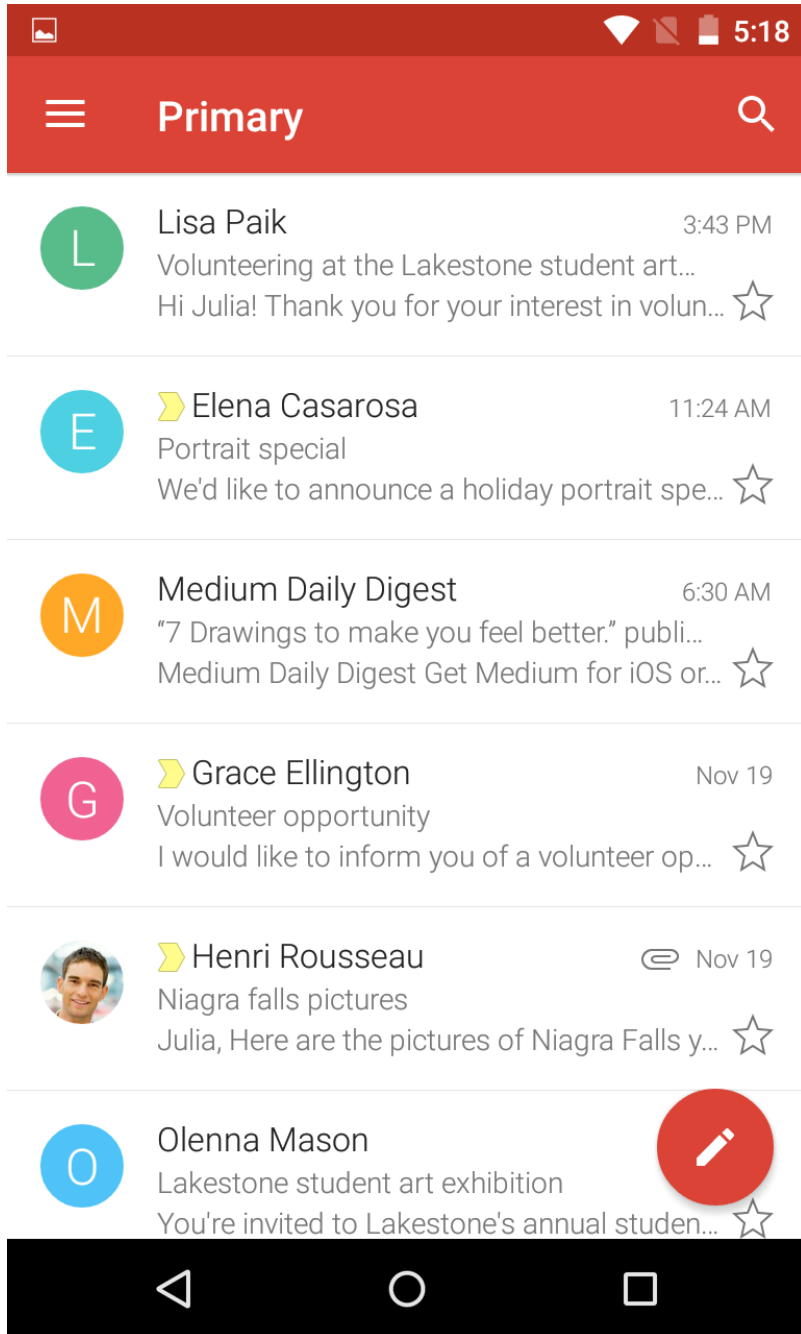 5:18
Primary
L
Lisa Paik
3:43 PM
Volunteering at the Lakestone student art…
Hi Julia! Thank you for your interest in volun…
E
Elena Casarosa
11:24 AM
Portrait special
We'd like to announce a holiday portrait spe…
M
Medium Daily Digest
6:30 AM
“7 Drawings to make you feel better.” publi…
Medium Daily Digest Get Medium for iOS or…
G
Grace Ellington
Nov 19
Volunteer opportunity
I would like to inform you of a volunteer op…
Henri Rousseau
Nov 19
Niagra falls pictures
Julia, Here are the pictures of Niagra Falls y…
O
Olenna Mason
Lakestone student art exhibition
You're invited to Lakestone's annual studen…